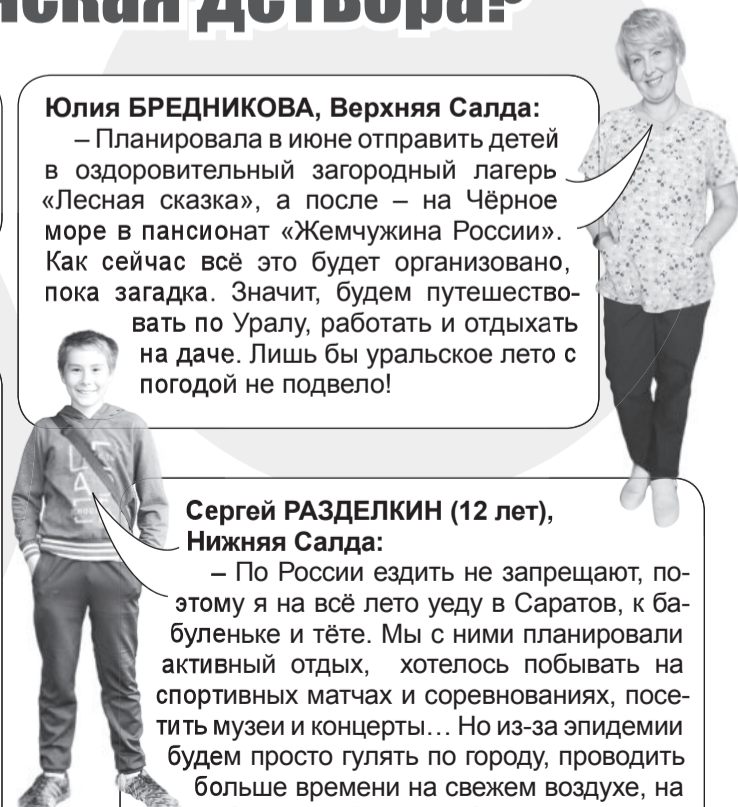 детвора?
Юлия БРЕДНИКОВА, Верхняя Салда:
– Планировала в июне отправить детей
в оздоровительный загородный лагерь
«Лесная сказка», а после – на Чёрное
море в пансионат «Жемчужина России».
Как сейчас всё это будет организовано,
пока загадка. Значит, будем путешество-
вать по Уралу, работать и отдыхать
на даче. Лишь бы уральское лето с
погодой не подвело!
Сергей РАЗДЕЛКИН (12 лет),
Нижняя Салда:
– По России ездить не запрещают, по-
этому я на всё лето уеду в Саратов, к ба-
буленьке и тёте. Мы с ними планировали
активный отдых, хотелось побывать на
спортивных матчах и соревнованиях, посе-
тить музеи и концерты... Но из-за эпидемии
будем просто гулять по городу, проводить
больше времени на свежем воздухе, на